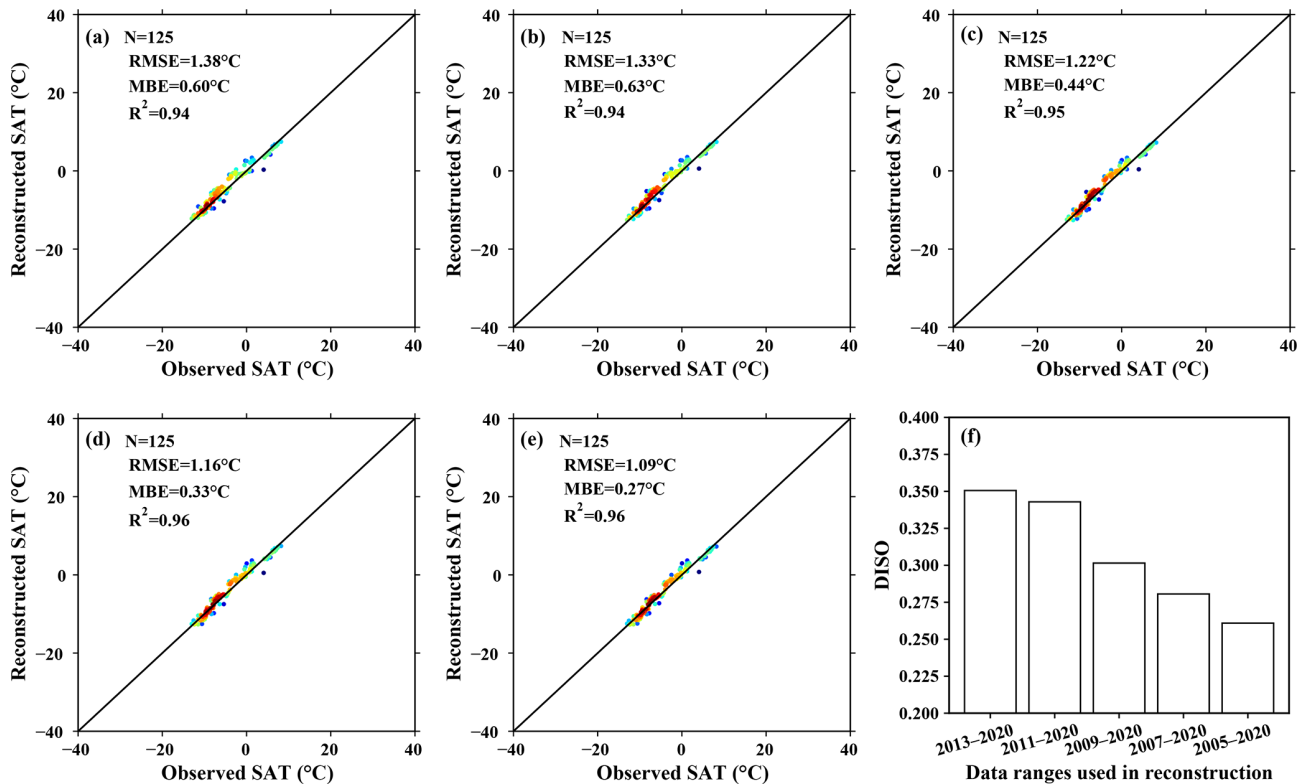 (a)
N=125
RMSE=1.38°C
MBE=0.60°C
R²=0.94
40
20
0
−20
−40
−40
−20
0
20
40
Reconstructed SAT (°C)
Observed SAT (°C)
(b)
N=125
RMSE=1.33°C
MBE=0.63°C
R²=0.94
40
20
0
−20
−40
−40
−20
0
20
40
Reconstructed SAT (°C)
Observed SAT (°C)
(c)
N=125
RMSE=1.22°C
MBE=0.44°C
R²=0.95
40
20
0
−20
−40
−40
−20
0
20
40
Reconstructed SAT (°C)
Observed SAT (°C)
(d)
N=125
RMSE=1.16°C
MBE=0.33°C
R²=0.96
40
20
0
−20
−40
−40
−20
0
20
40
Reconstructed SAT (°C)
Observed SAT (°C)
(e)
N=125
RMSE=1.09°C
MBE=0.27°C
R²=0.96
40
20
0
−20
−40
−40
−20
0
20
40
Reconstructed SAT (°C)
Observed SAT (°C)
(f)
0.400
0.375
0.350
0.325
0.300
0.275
0.250
0.225
0.200
DISO
2013–2020
2011–2020
2009–2020
2007–2020
2005–2020
Data ranges used in reconstruction